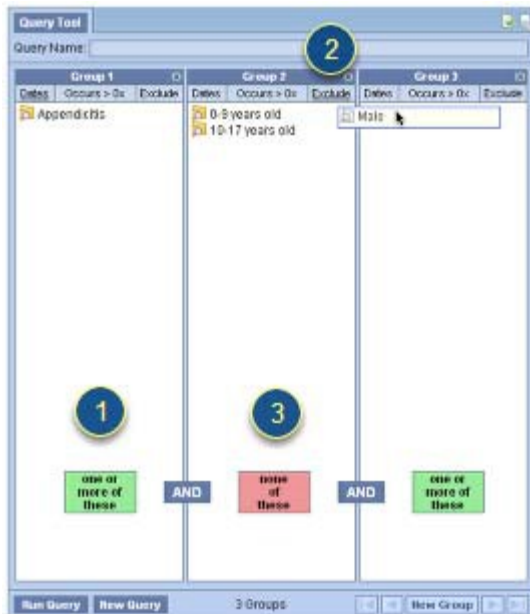 Query Tool
Query Name:
2
Group 1
Group 2
Group 3
Dates Occurs > 0x Exclude
Dates Occurs > 0x Exclude
Dates Occurs > 0x Exclude
Appendicitis
0-9 years old
10-17 years old
Male
1
3
one or
more of
these
AND
none
of
these
AND
one or
more of
these
Run Query
New Query
3 Groups
New Group